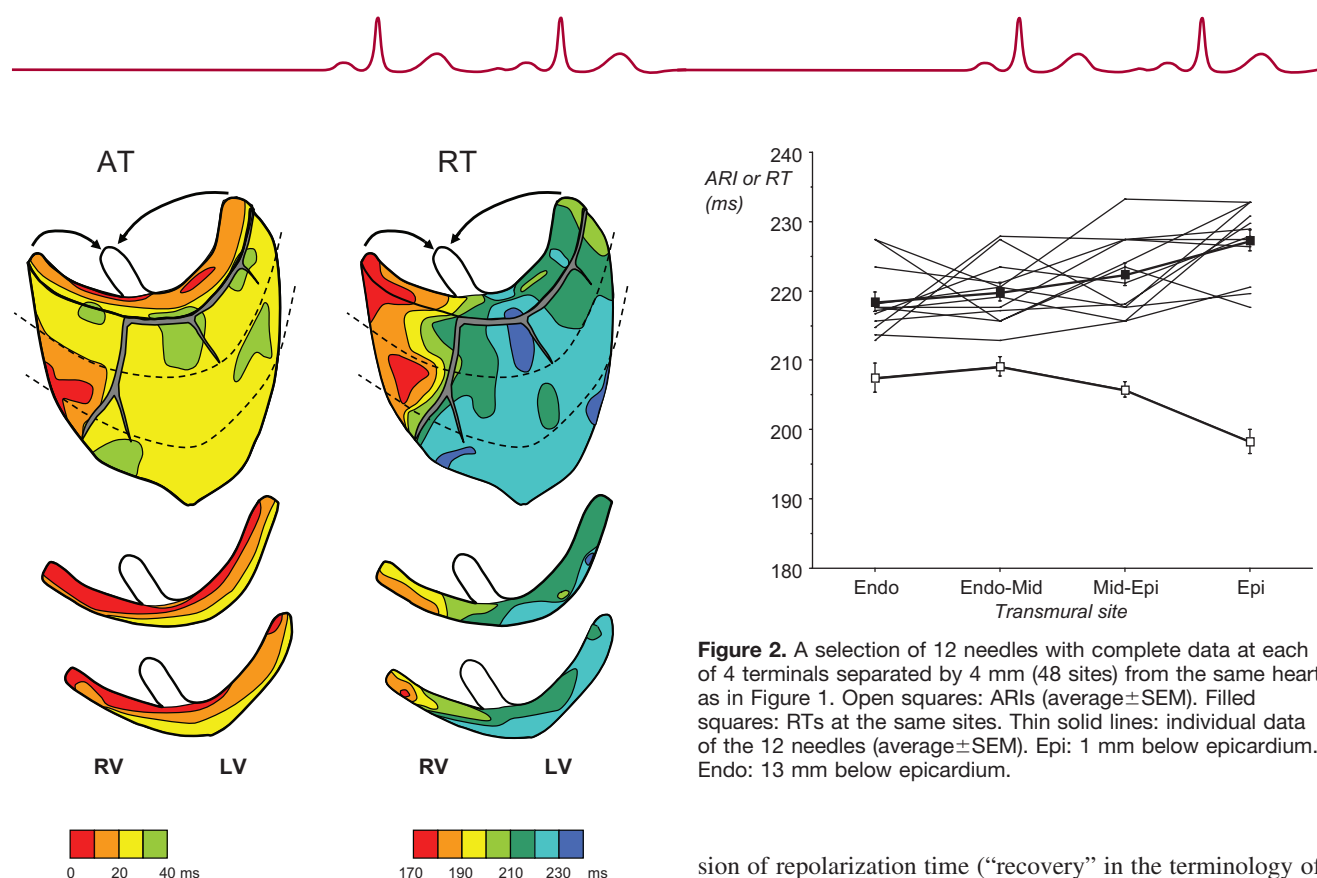 AT
RT
RV LV
RV LV
0 20 40 ms
170 190 210 230 ms
ARI or RT
(ms)
240
230
220
210
200
190
180
Endo Endo-Mid Mid-Epi Epi
Transmural site
Figure 2. A selection of 12 needles with complete data at each
of 4 terminals separated by 4 mm (48 sites) from the same heart
as in Figure 1. Open squares: ARIs (average±SEM). Filled
squares: RTs at the same sites. Thin solid lines: individual data
of the 12 needles (average±SEM). Epi: 1 mm below epicardium.
Endo: 13 mm below epicardium.
sion of repolarization time (“recovery” in the terminology of